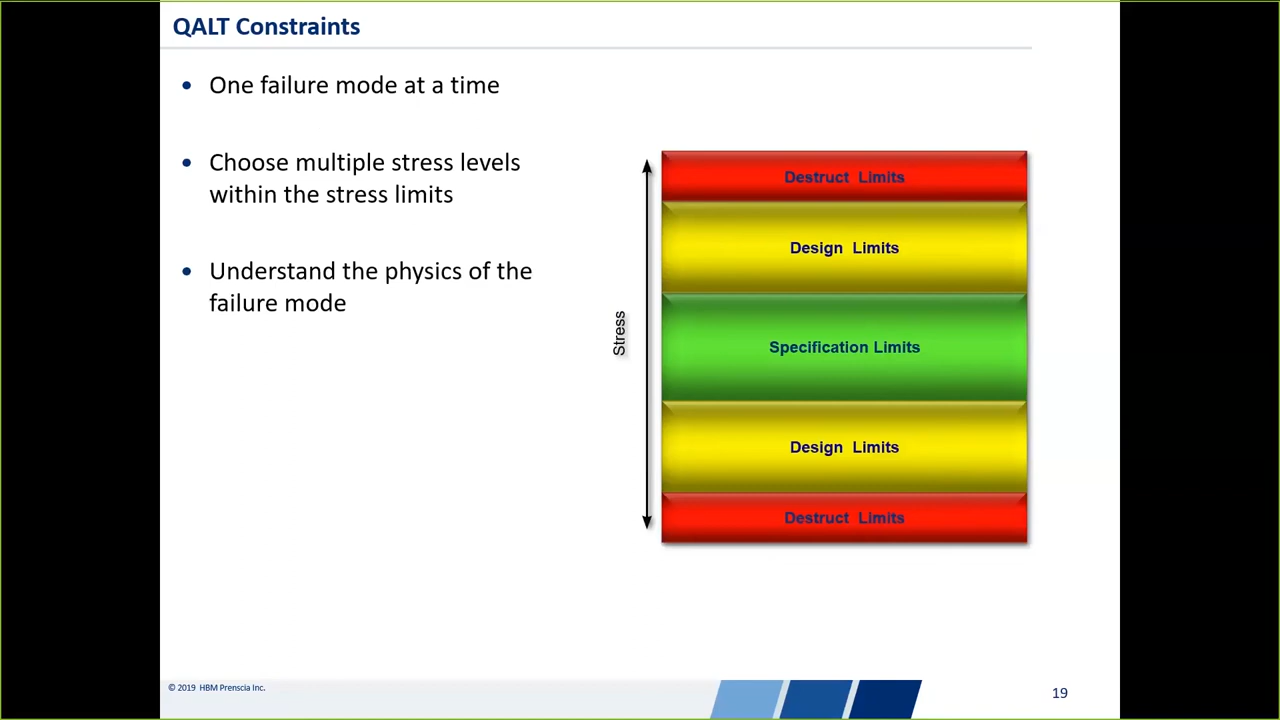 QALT Constraints
• One failure mode at a time
• Choose multiple stress levels
within the stress limits
• Understand the physics of the
failure mode
Stress
Destruct Limits
Design Limits
Specification Limits
Design Limits
Destruct Limits
© 2019 HBM Prenscia Inc.
19